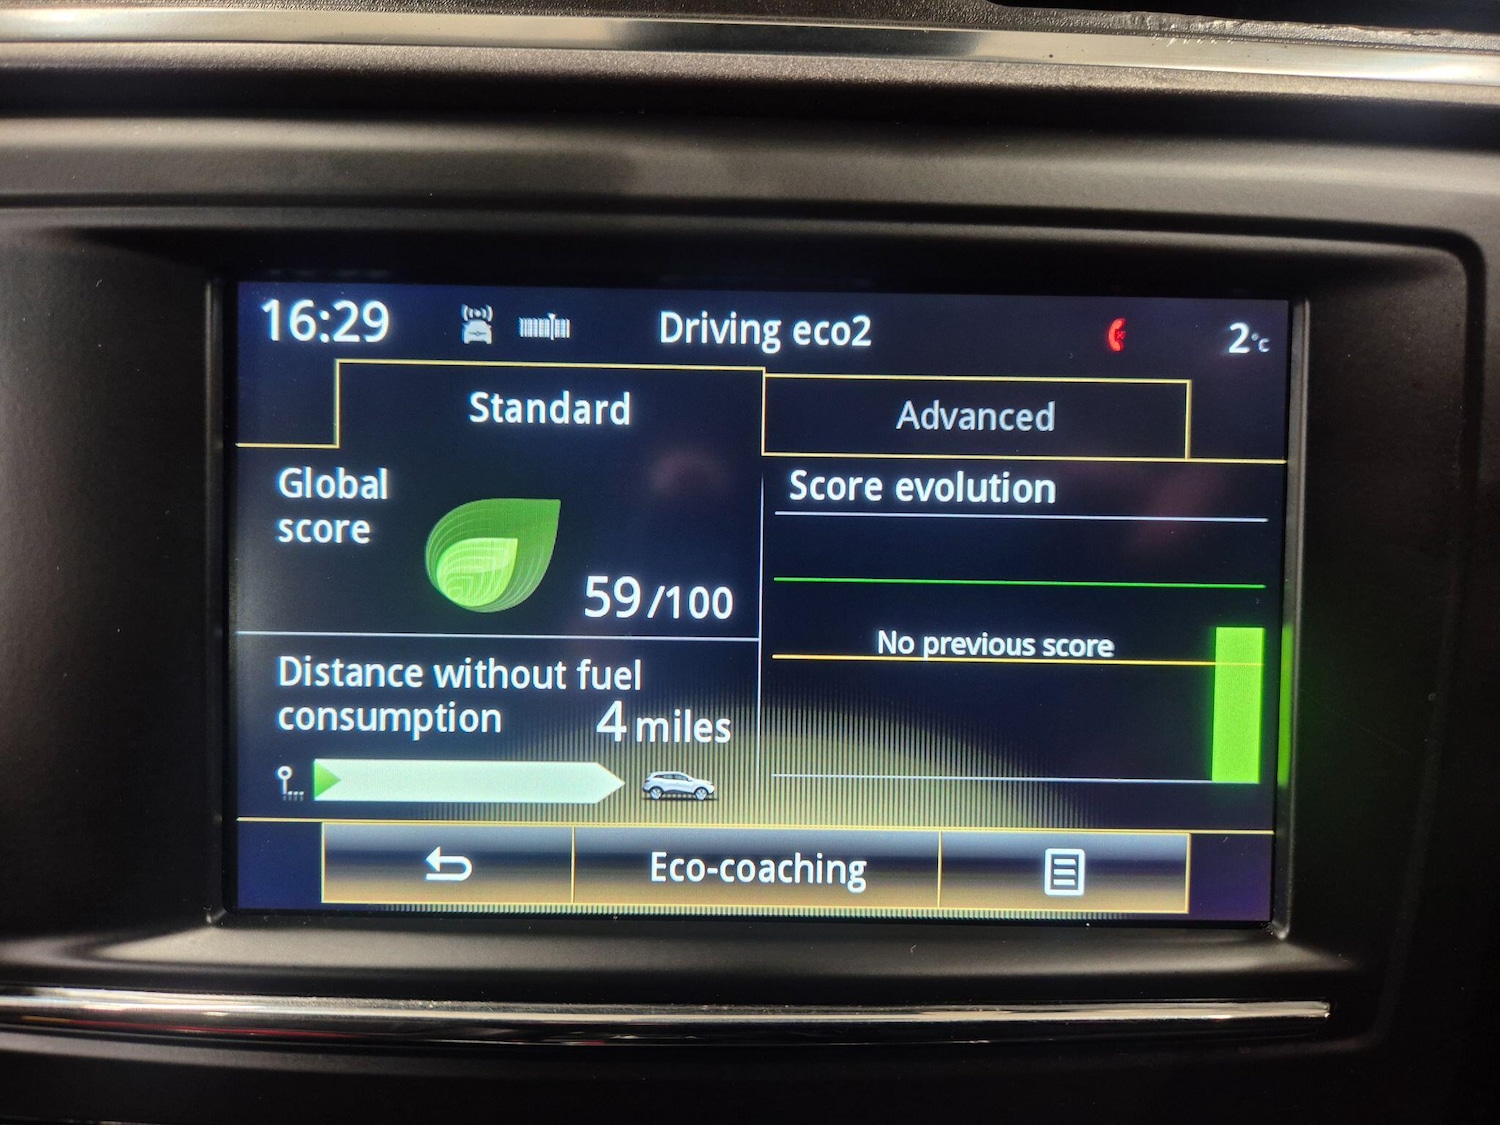 16:29
Driving eco2
2°c
Standard
Advanced
Global
score
59/100
Score evolution
No previous score
Distance without fuel
consumption 4 miles
Eco-coaching